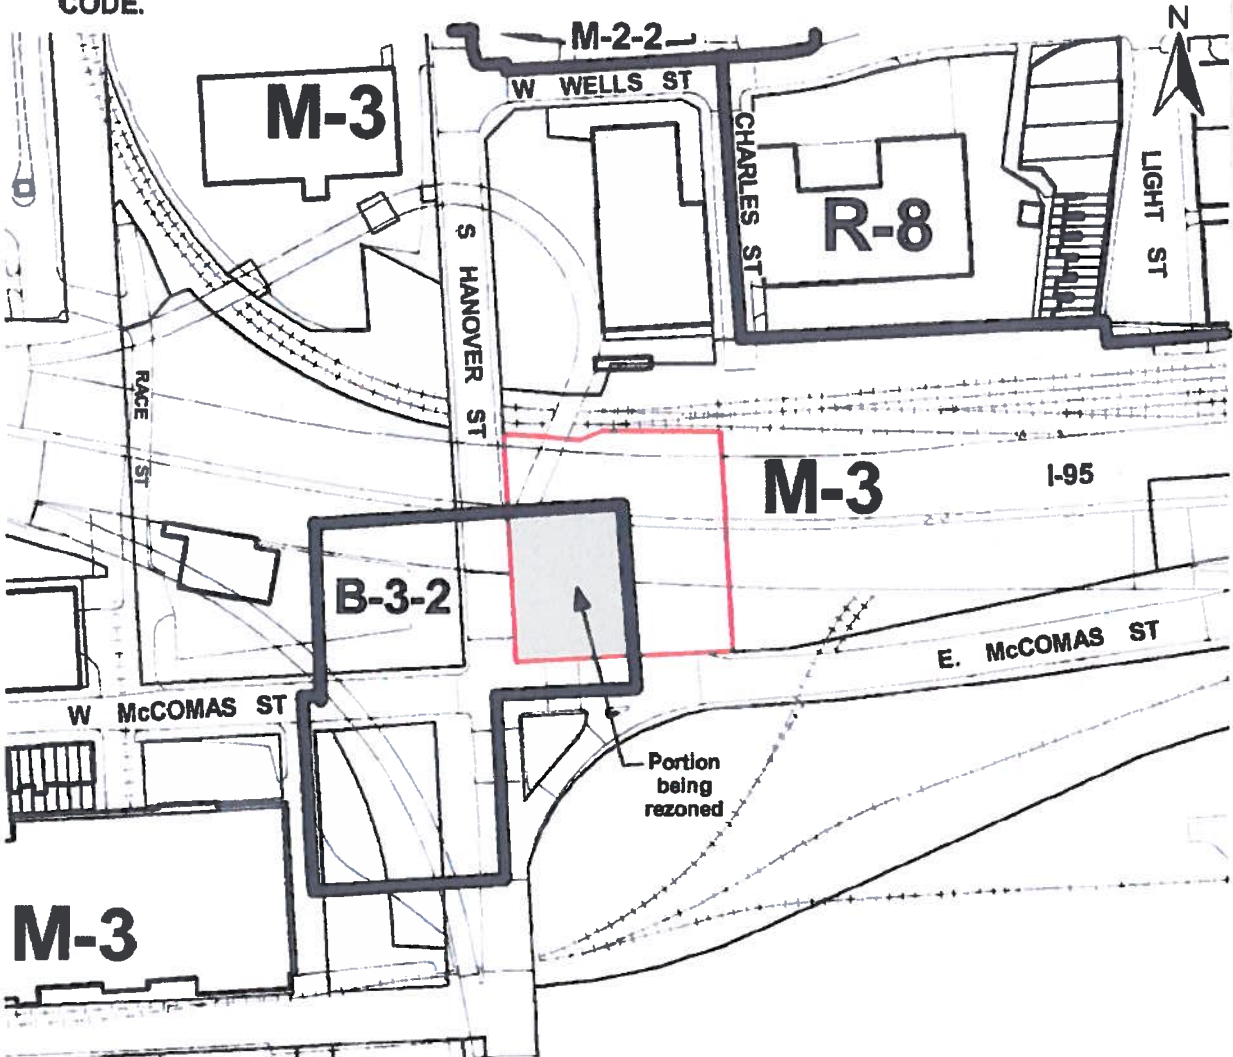 CODE.
N
M-2-2
W WELLS ST
M-3
CHARLES ST
LIGHT ST
R-8
S HANOVER ST
RACE ST
M-3
I-95
B-3-2
E. McCOMAS ST
W McCOMAS ST
Portion
being
rezoned
M-3